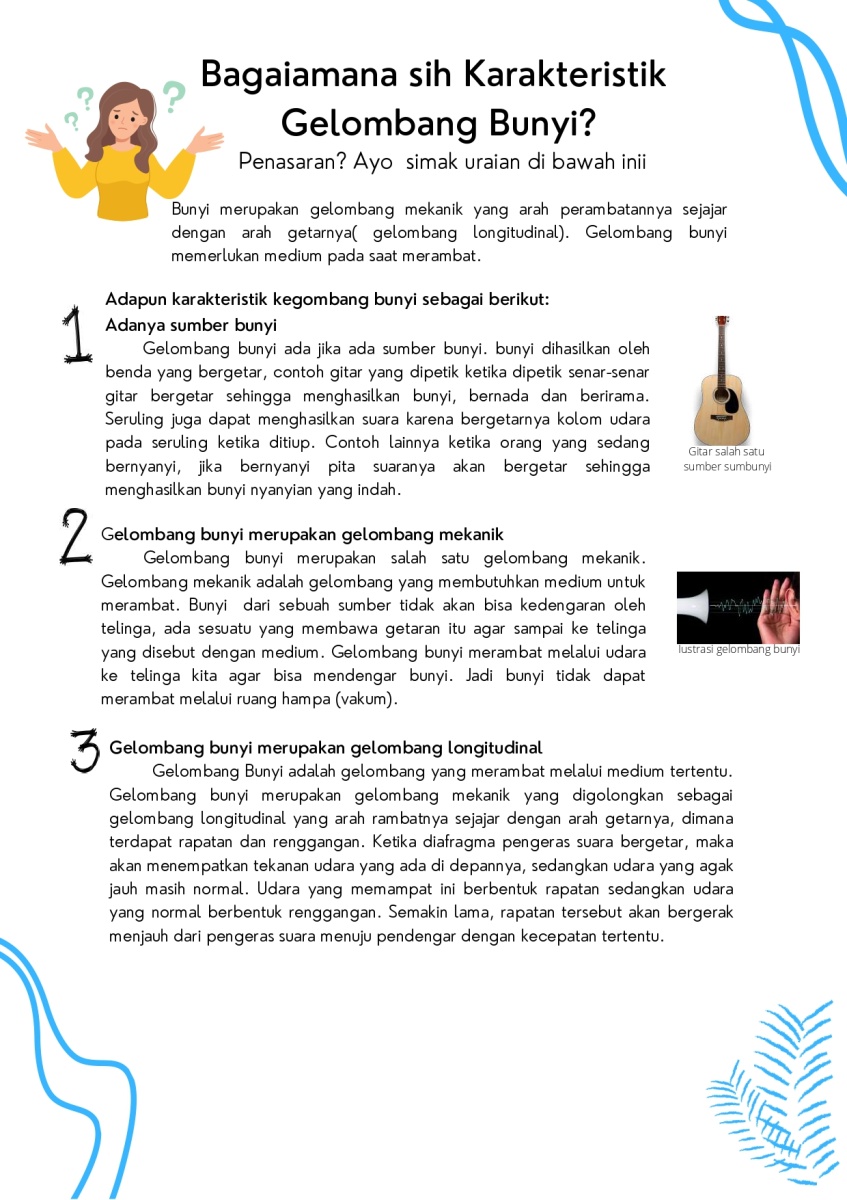 Bagaiamana sih Karakteristik
Gelombang Bunyi?
Penasaran? Ayo simak uraian di bawah inii
Bunyi merupakan gelombang mekanik yang arah perambatannya sejajar
dengan arah getarnya( gelombang longitudinal). Gelombang bunyi
memerlukan medium pada saat merambat.
1
Adapun karakteristik kegombang bunyi sebagai berikut:
Adanya sumber bunyi
Gelombang bunyi ada jika ada sumber bunyi. bunyi dihasilkan oleh
benda yang bergetar, contoh gitar yang dipetik ketika dipetik senar-senar
gitar bergetar sehingga menghasilkan bunyi, bernada dan berirama.
Seruling juga dapat menghasilkan suara karena bergetarnya kolom udara
pada seruling ketika ditiup. Contoh lainnya ketika orang yang sedang
bernyanyi, jika bernyanyi pita suaranya akan bergetar sehingga
menghasilkan bunyi nyanyian yang indah.
Gitar salah satu
sumber sumbunyi
2
Gelombang bunyi merupakan gelombang mekanik
Gelombang bunyi merupakan salah satu gelombang mekanik.
Gelombang mekanik adalah gelombang yang membutuhkan medium untuk
merambat. Bunyi dari sebuah sumber tidak akan bisa kedengaran oleh
telinga, ada sesuatu yang membawa getaran itu agar sampai ke telinga
yang disebut dengan medium. Gelombang bunyi merambat melalui udara
ke telinga kita agar bisa mendengar bunyi. Jadi bunyi tidak dapat
merambat melalui ruang hampa (vakum).
lustrasi gelombang bunyi
3
Gelombang bunyi merupakan gelombang longitudinal
Gelombang Bunyi adalah gelombang yang merambat melalui medium tertentu.
Gelombang bunyi merupakan gelombang mekanik yang digolongkan sebagai
gelombang longitudinal yang arah rambatnya sejajar dengan arah getarnya, dimana
terdapat rapatan dan renggangan. Ketika diafragma pengeras suara bergetar, maka
akan menempatkan tekanan udara yang ada di depannya, sedangkan udara yang agak
jauh masih normal. Udara yang memampat ini berbentuk rapatan sedangkan udara
yang normal berbentuk renggangan. Semakin lama, rapatan tersebut akan bergerak
menjauh dari pengeras suara menuju pendengar dengan kecepatan tertentu.